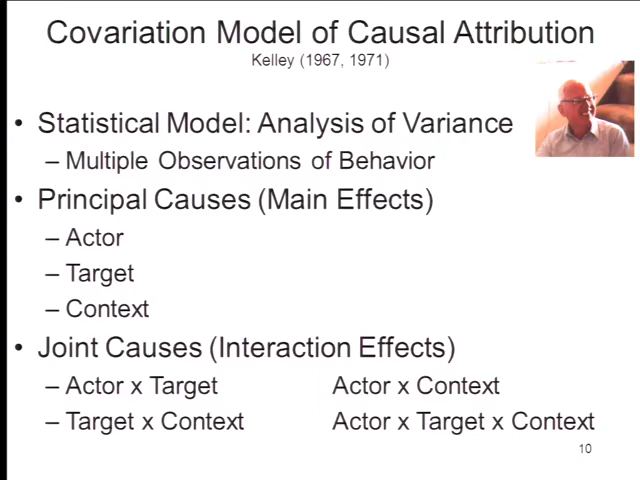 Covariation Model of Causal Attribution
Kelley (1967, 1971)
• Statistical Model: Analysis of Variance
– Multiple Observations of Behavior
• Principal Causes (Main Effects)
– Actor
– Target
– Context
• Joint Causes (Interaction Effects)
– Actor x Target Actor x Context
– Target x Context Actor x Target x Context
10